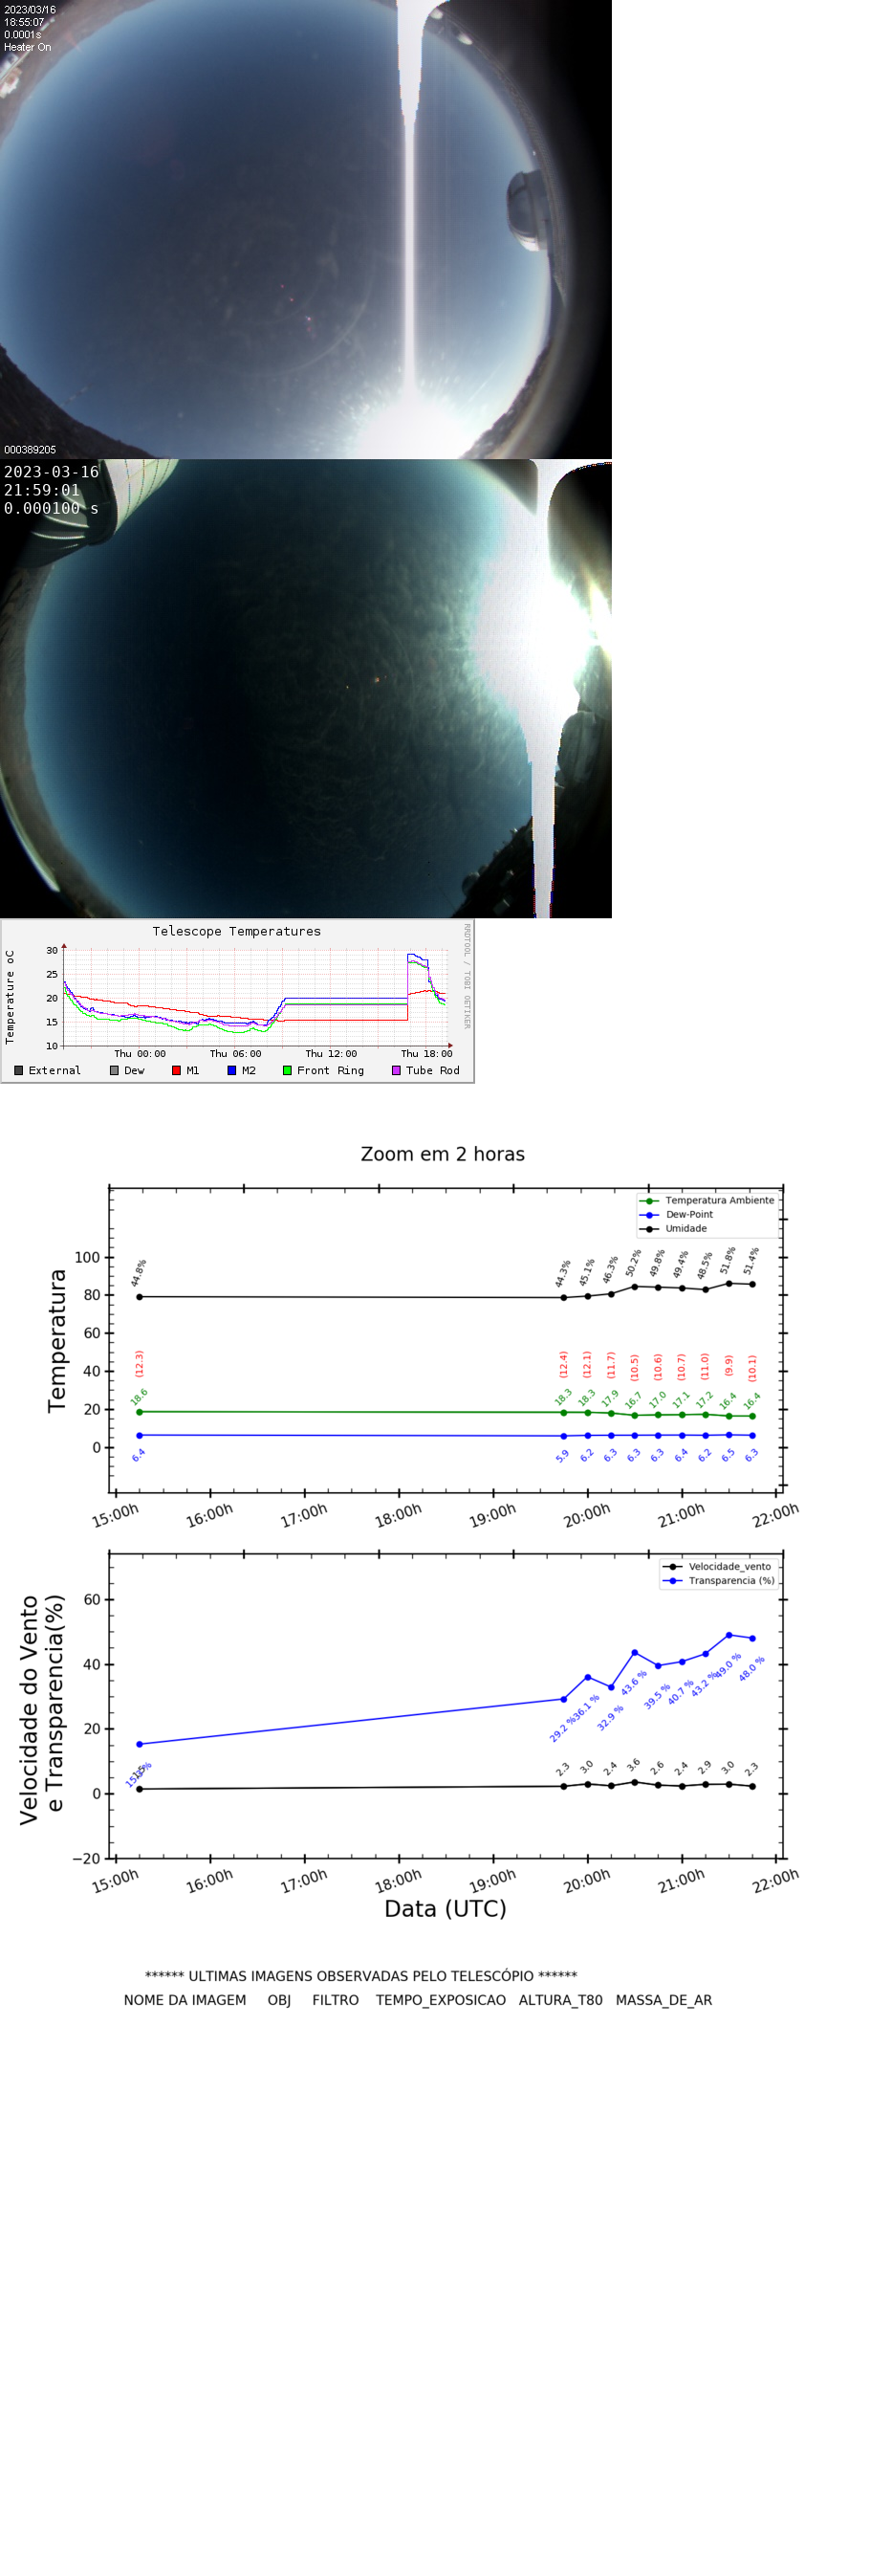 2023/03/16
18:55:07
0.0001s
Heater On
000389205
2023-03-16
21:59:01
0.000100 s
Telescope Temperatures
RRDTOOL / TOBI OETIKER
Temperature oC
30
25
20
15
10
Thu 00:00 Thu 06:00 Thu 12:00 Thu 18:00
External Dew M1 M2 Front Ring Tube Rod
Zoom em 2 horas
Temperatura Ambiente
Dew-Point
Umidade
Temperatura
100
80
60
40
20
0
44.8% 44.3% 45.1% 46.3% 50.2% 49.8% 49.4% 48.5% 51.8% 51.4%
(12.3) (12.4) (12.1) (11.7) (10.5) (10.6) (10.7) (11.0) (9.9) (10.1)
18.6 18.3 18.3 17.9 16.7 17.0 17.1 17.2 16.4 16.4
6.4 5.9 6.2 6.3 6.3 6.3 6.4 6.2 6.5 6.3
15:00h 16:00h 17:00h 18:00h 19:00h 20:00h 21:00h 22:00h
Velocidade_vento
Transparencia (%)
Velocidade do Vento
e Transparencia(%)
60
40
20
0
−20
29.2 % 36.1 % 32.9 % 43.6 % 39.5 % 40.7 % 43.2 % 49.0 % 48.0 %
2.3 3.0 2.4 3.6 2.6 2.4 2.9 3.0 2.3
15:00h 16:00h 17:00h 18:00h 19:00h 20:00h 21:00h 22:00h
Data (UTC)
****** ULTIMAS IMAGENS OBSERVADAS PELO TELESCÓPIO ******
NOME DA IMAGEM OBJ FILTRO TEMPO_EXPOSICAO ALTURA_T80 MASSA_DE_AR